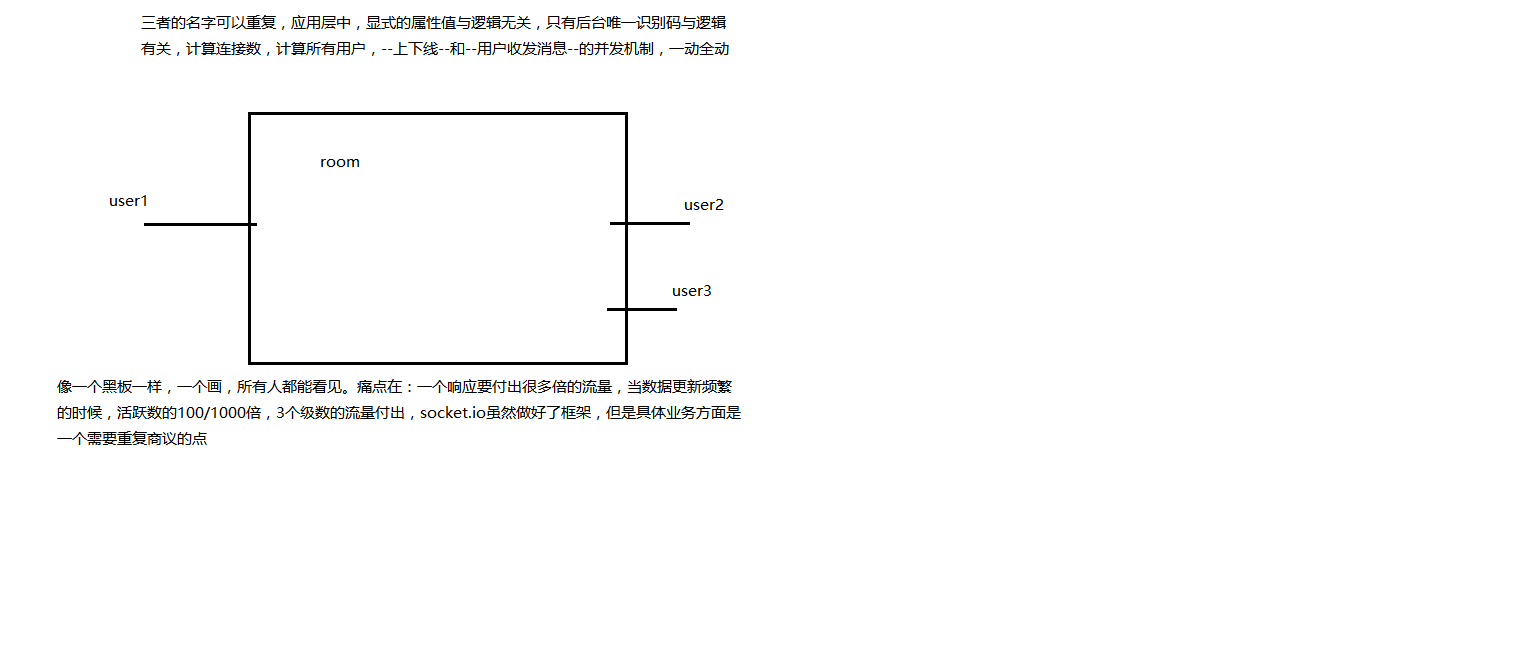 三者的名字可以重复，应用层中，显式的属性值与逻辑无关，只有后台唯一识别码与逻辑
有关，计算连接数，计算所有用户，--上下线--和--用户收发消息--的并发机制，一动全动
room
user1
user2
user3
像一个黑板一样，一个画，所有人都能看见。痛点在：一个响应要付出很多倍的流量，当数据更新频繁
的时候，活跃数的100/1000倍，3个级数的流量付出，socket.io虽然做好了框架，但是具体业务方面是
一个需要重复商议的点